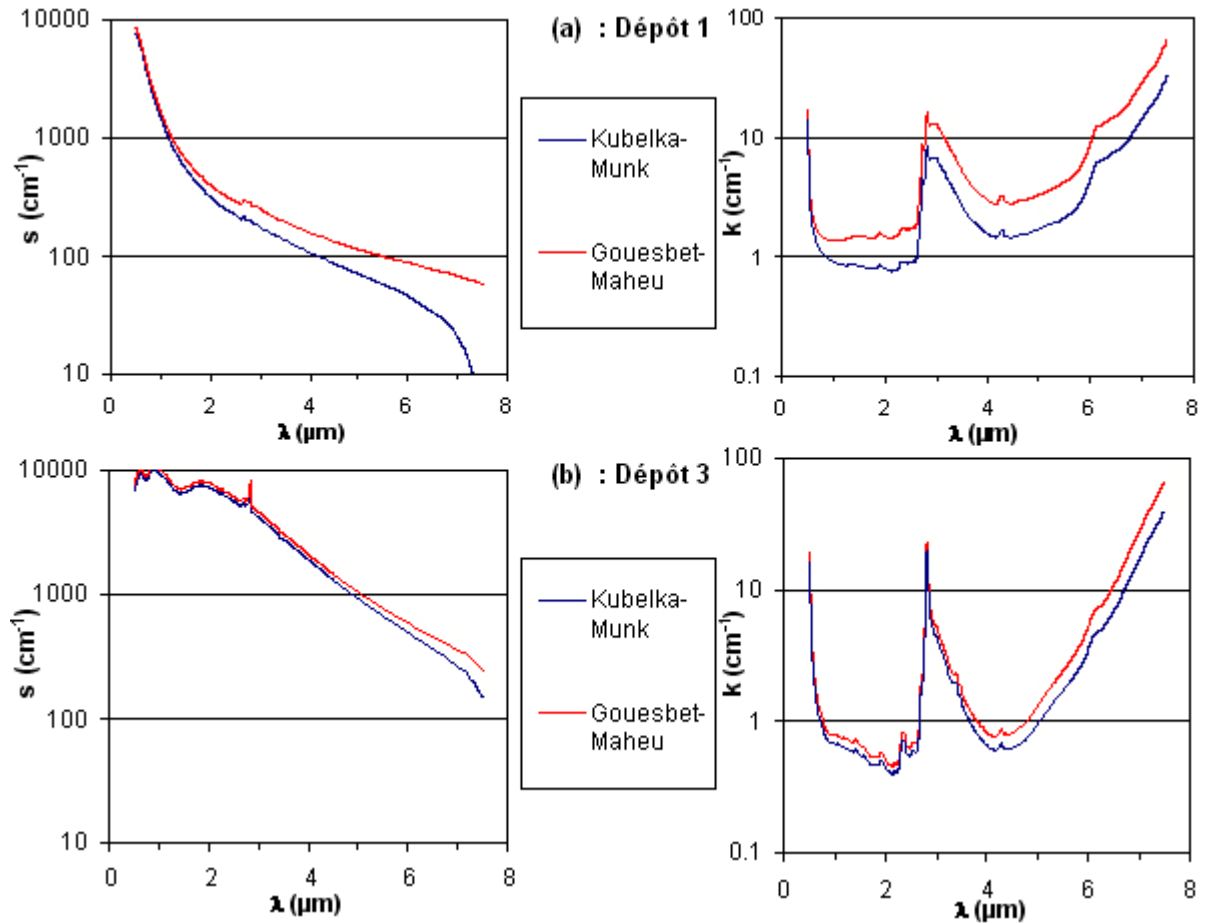 (a) : Dépôt 1
10000
1000
100
10
s (cm-1)
0 2 4 6 8
λ (µm)
Kubelka-
Munk
Gouesbet-
Maheu
100
10
1
0.1
k (cm-1)
0 2 4 6 8
λ (µm)
(b) : Dépôt 3
10000
1000
100
10
s (cm-1)
0 2 4 6 8
λ (µm)
Kubelka-
Munk
Gouesbet-
Maheu
100
10
1
0.1
k (cm-1)
0 2 4 6 8
λ (µm)